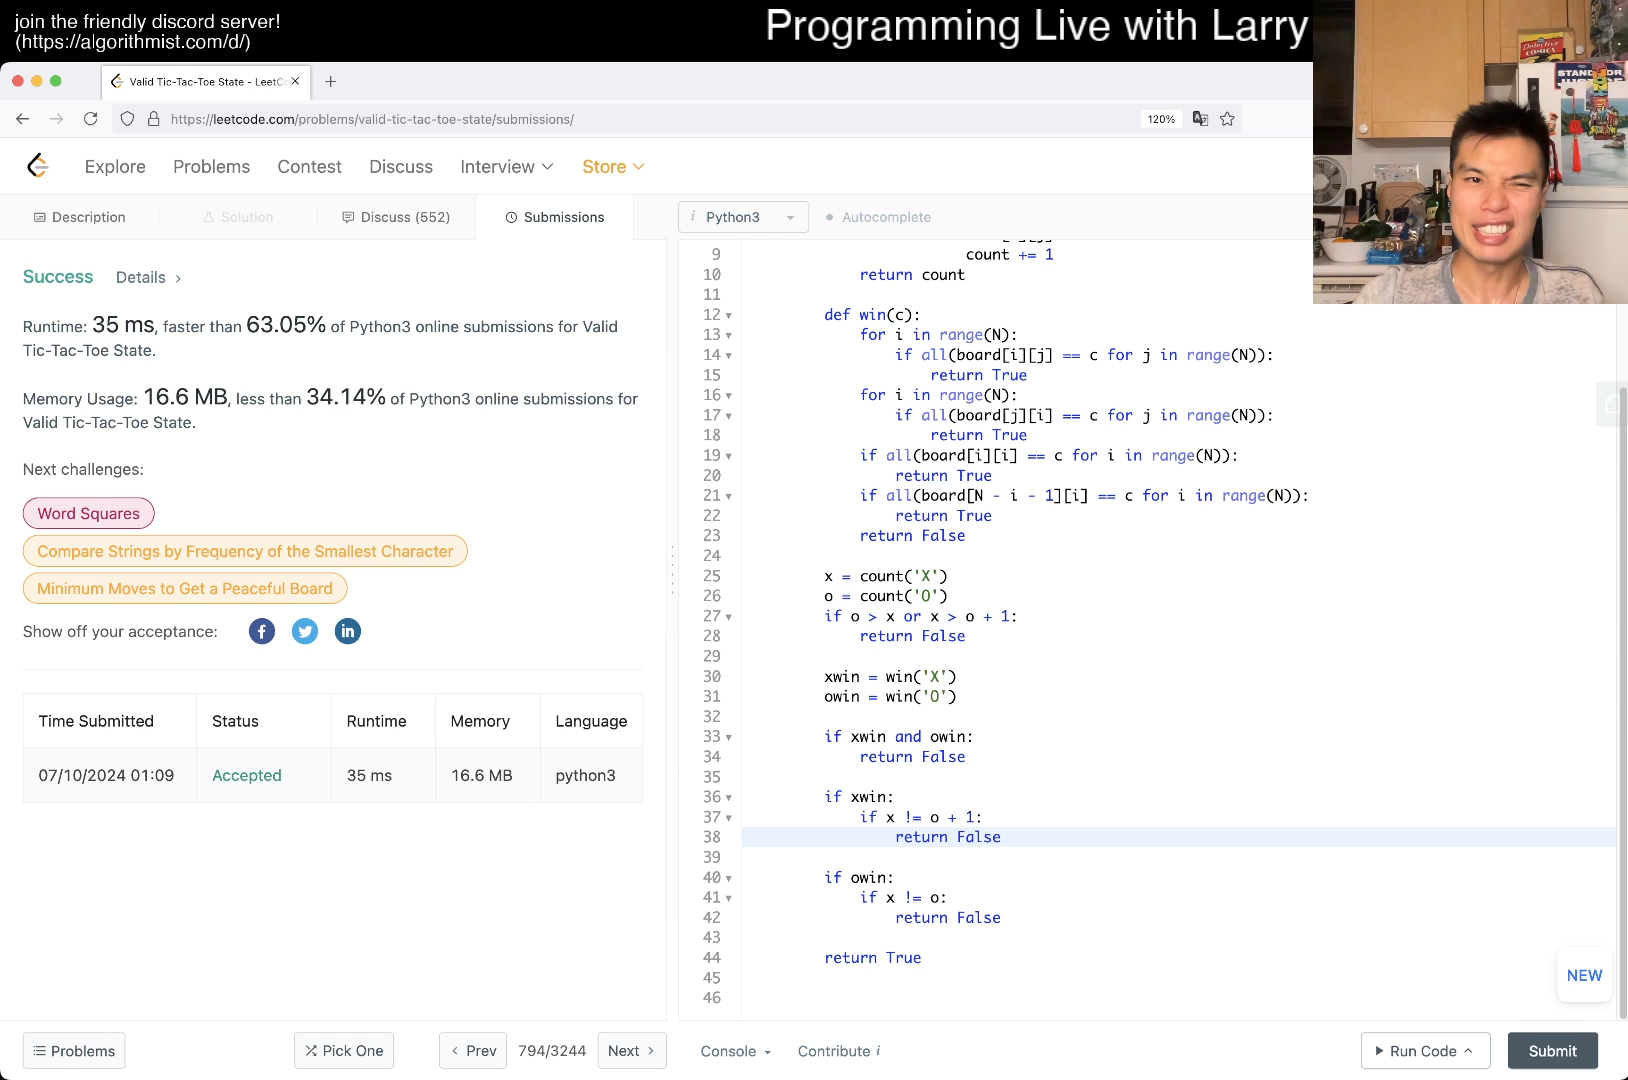 join the friendly discord server!
(https://algorithmist.com/d/)
Programming Live with Larry
Valid Tic-Tac-Toe State - LeetC
https://leetcode.com/problems/valid-tic-tac-toe-state/submissions/
120%
Explore Problems Contest Discuss Interview Store
Description Solution Discuss (552) Submissions
i Python3 Autocomplete
Success Details
Runtime: 35 ms, faster than 63.05% of Python3 online submissions for Valid
Tic-Tac-Toe State.
Memory Usage: 16.6 MB, less than 34.14% of Python3 online submissions for
Valid Tic-Tac-Toe State.
Next challenges:
Word Squares
Compare Strings by Frequency of the Smallest Character
Minimum Moves to Get a Peaceful Board
Show off your acceptance:
Time Submitted Status Runtime Memory Language
07/10/2024 01:09 Accepted 35 ms 16.6 MB python3
9 count += 1
10 return count
11
12 def win(c):
13 for i in range(N):
14 if all(board[i][j] == c for j in range(N)):
15 return True
16 for i in range(N):
17 if all(board[j][i] == c for j in range(N)):
18 return True
19 if all(board[i][i] == c for i in range(N)):
20 return True
21 if all(board[N - i - 1][i] == c for i in range(N)):
22 return True
23 return False
24
25 x = count('X')
26 o = count('O')
27 if o > x or x > o + 1:
28 return False
29
30 xwin = win('X')
31 owin = win('O')
32
33 if xwin and owin:
34 return False
35
36 if xwin:
37 if x != o + 1:
38 return False
39
40 if owin:
41 if x != o:
42 return False
43
44 return True
45
46
NEW
Problems Pick One Prev 794/3244 Next Console Contribute i Run Code Submit